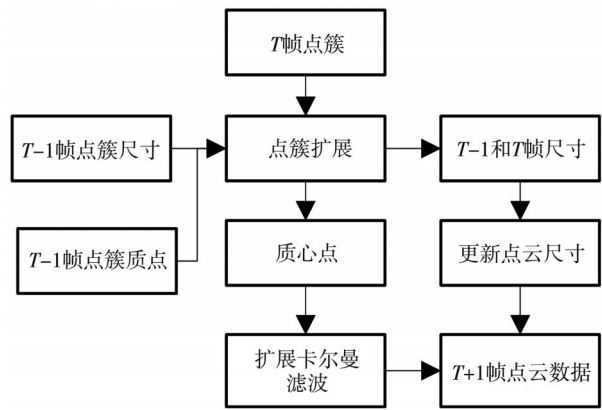 T帧点簇
T-1帧点簇尺寸
点簇扩展
T-1和T帧尺寸
T-1帧点簇质点
质心点
更新点云尺寸
扩展卡尔曼
滤波
T+1帧点云数据